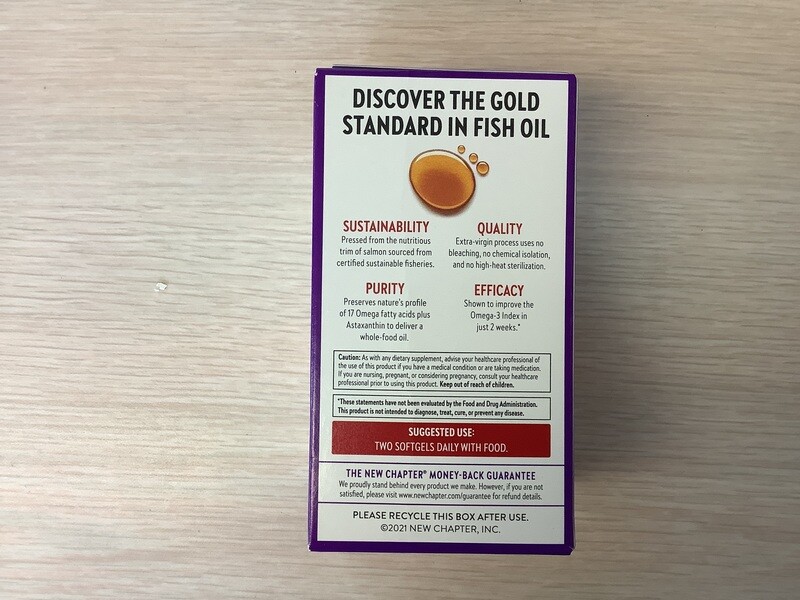 DISCOVER THE GOLD
STANDARD IN FISH OIL
SUSTAINABILITY
Pressed from the nutritious
trim of salmon sourced from
certified sustainable fisheries.
QUALITY
Extra-virgin process uses no
bleaching, no chemical isolation,
and no high-heat sterilization.
PURITY
Preserves nature's profile
of 17 Omega fatty acids plus
Astaxanthin to deliver a
whole-food oil.
EFFICACY
Shown to improve the
Omega-3 Index in
just 2 weeks.*
Caution: As with any dietary supplement, advise your healthcare professional of
the use of this product if you have a medical condition or are taking medication.
If you are nursing, pregnant, or considering pregnancy, consult your healthcare
professional prior to using this product. Keep out of reach of children.
*These statements have not been evaluated by the Food and Drug Administration.
This product is not intended to diagnose, treat, cure, or prevent any disease.
SUGGESTED USE:
TWO SOFTGELS DAILY WITH FOOD.
THE NEW CHAPTER® MONEY-BACK GUARANTEE
We proudly stand behind every product we make. However, if you are not
satisfied, please visit www.newchapter.com/guarantee for refund details.
PLEASE RECYCLE THIS BOX AFTER USE.
©2021 NEW CHAPTER, INC.